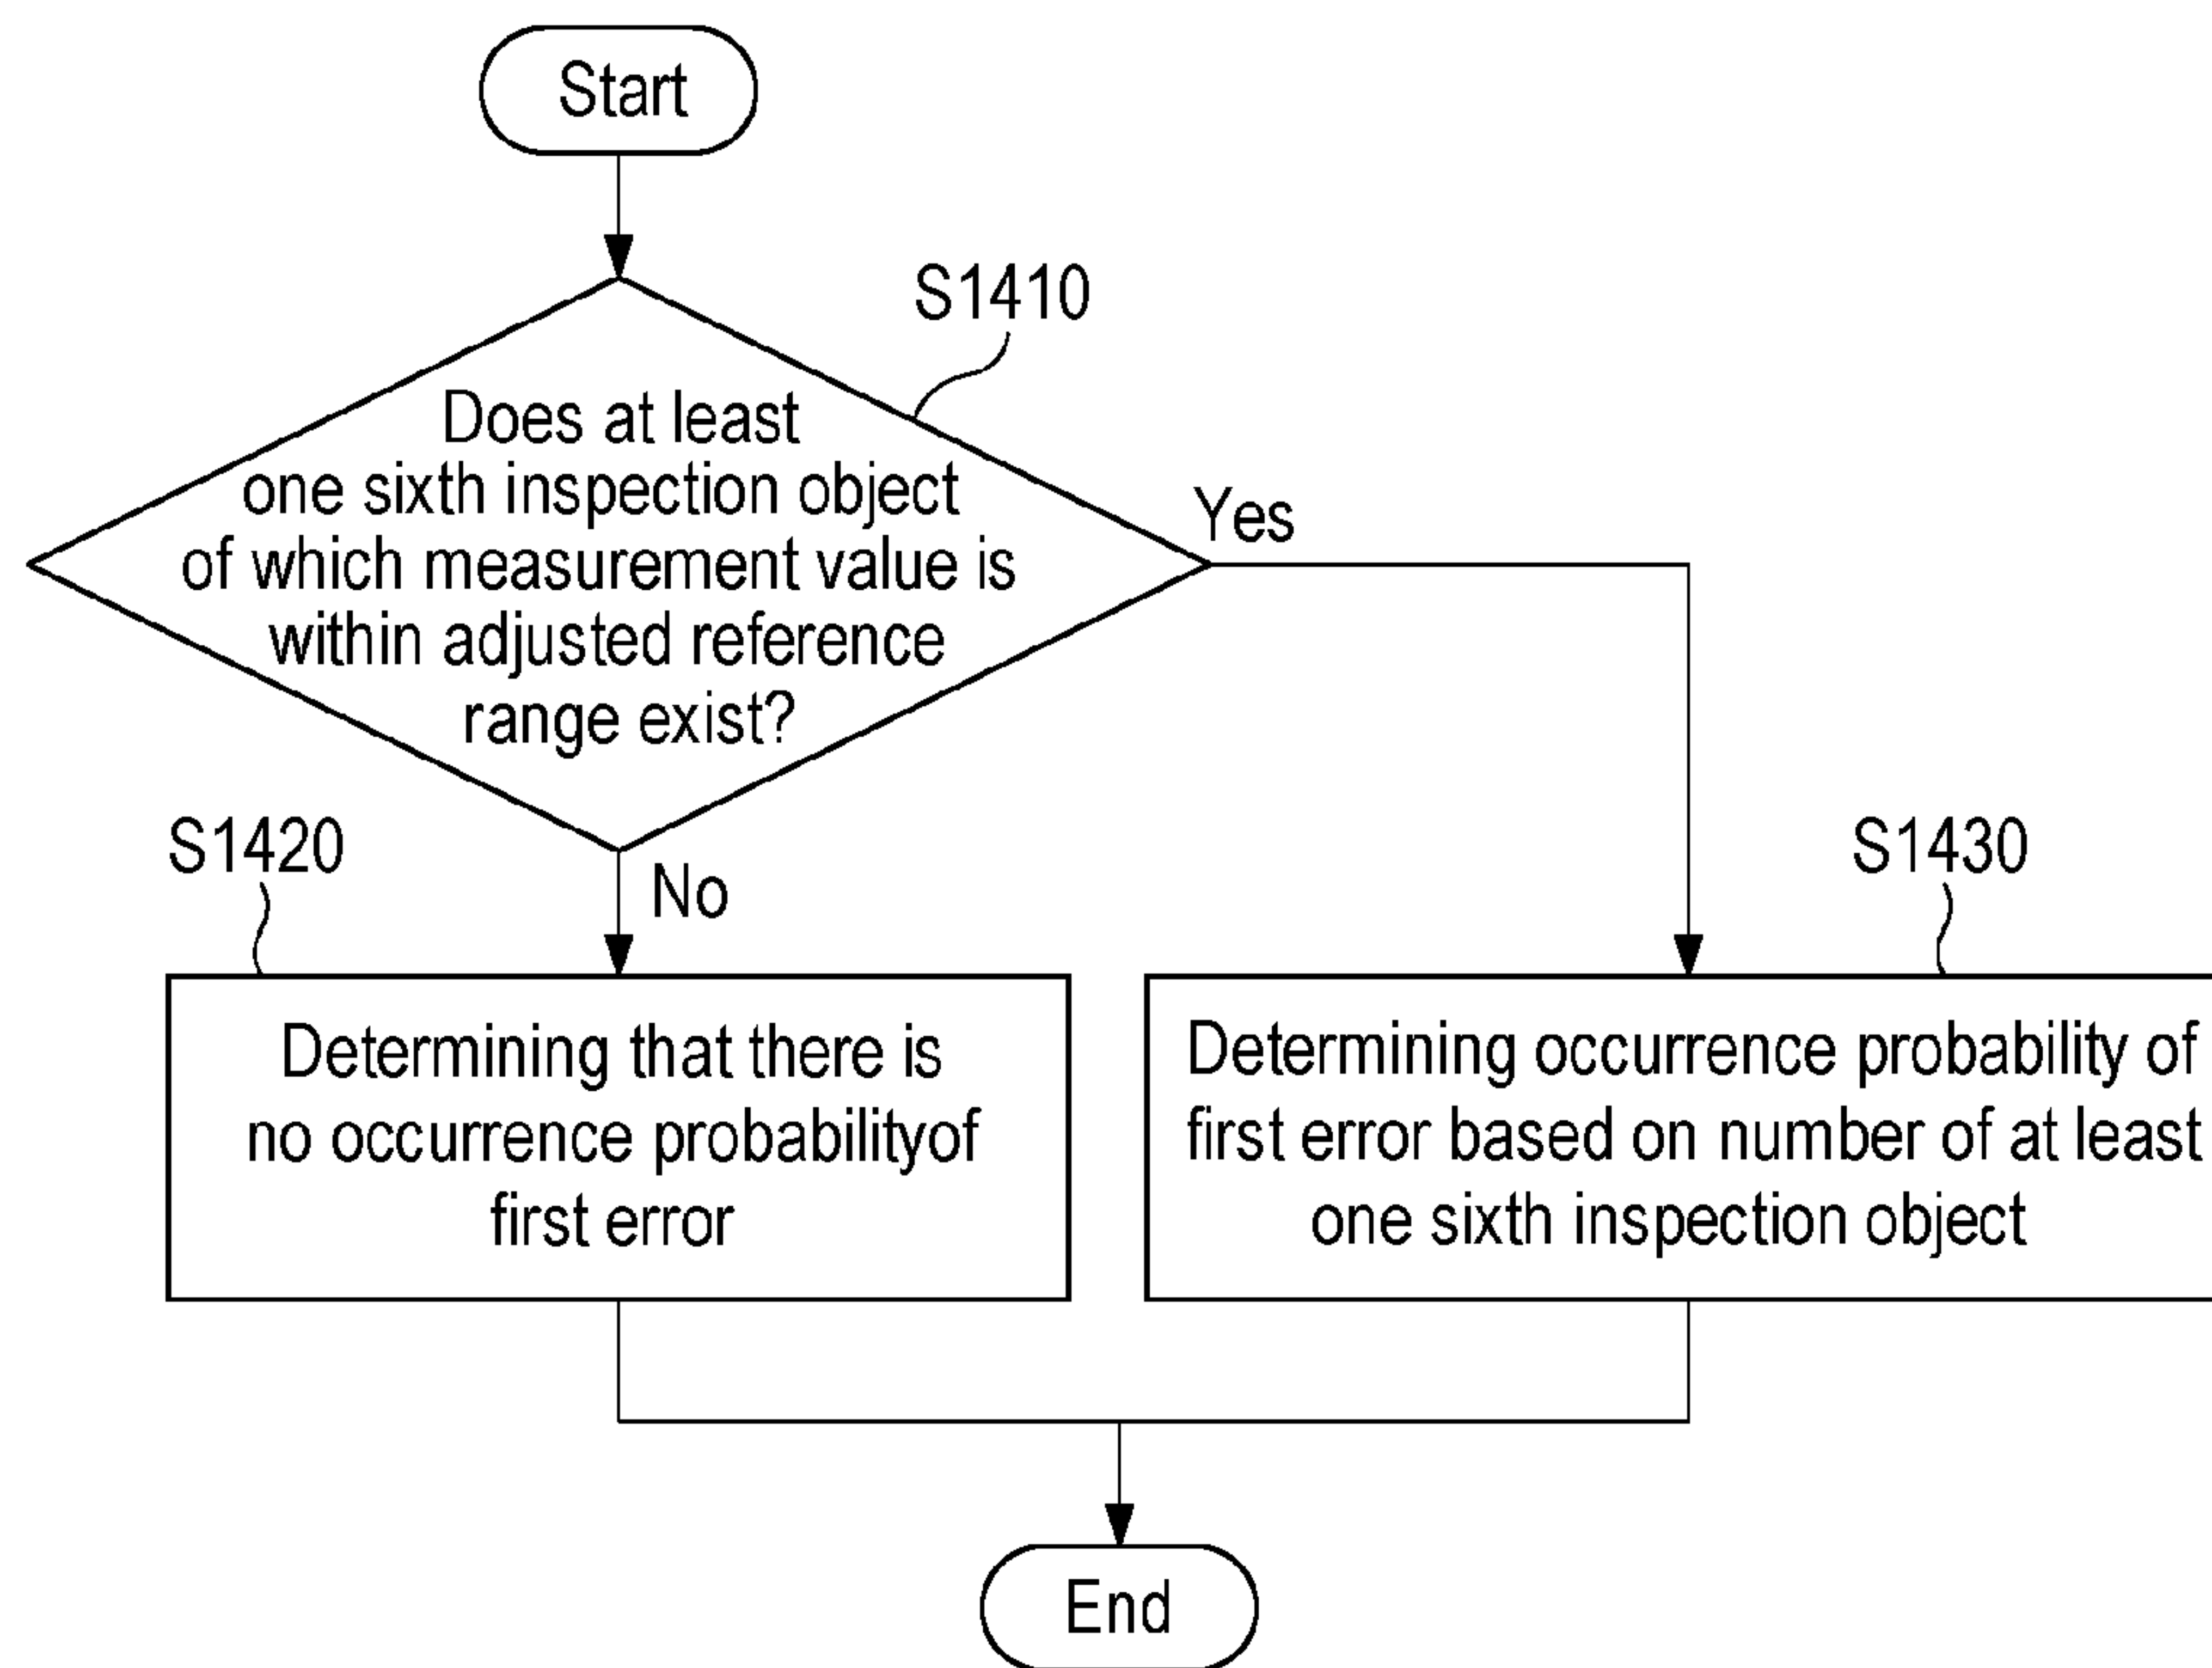 Start
S1410
Does at least
one sixth inspection object
of which measurement value is
within adjusted reference
range exist?
Yes
No
S1420
Determining that there is
no occurrence probabilityof
first error
S1430
Determining occurrence probability of
first error based on number of at least
one sixth inspection object
End